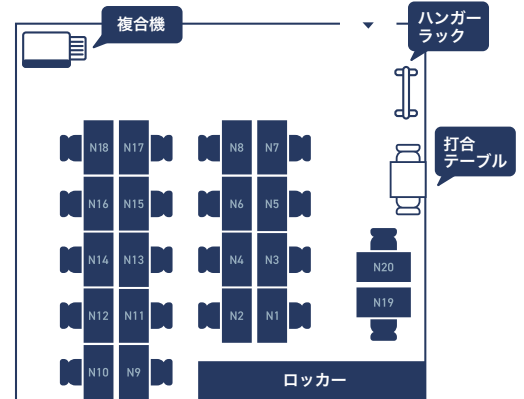 複合機
ハンガー
ラック
打合
テーブル
N18 N17 N8 N7
N16 N15 N6 N5
N14 N13 N4 N3
N20
N12 N11 N2 N1
N19
N10 N9
ロッカー